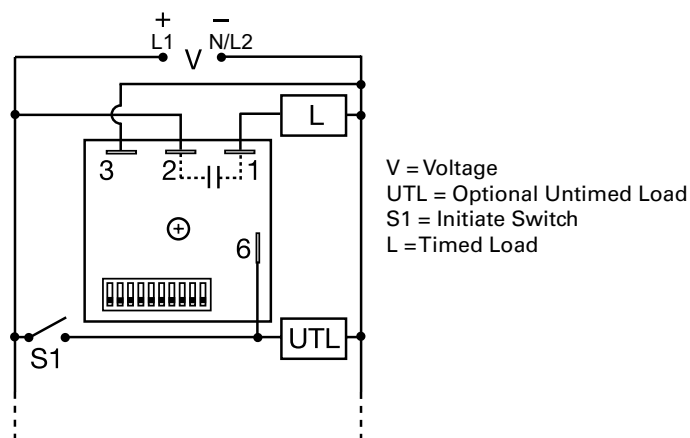 + −
L1 N/L2
V
L
3 2 1
6
S1 UTL
V = Voltage
UTL = Optional Untimed Load
S1 = Initiate Switch
L = Timed Load